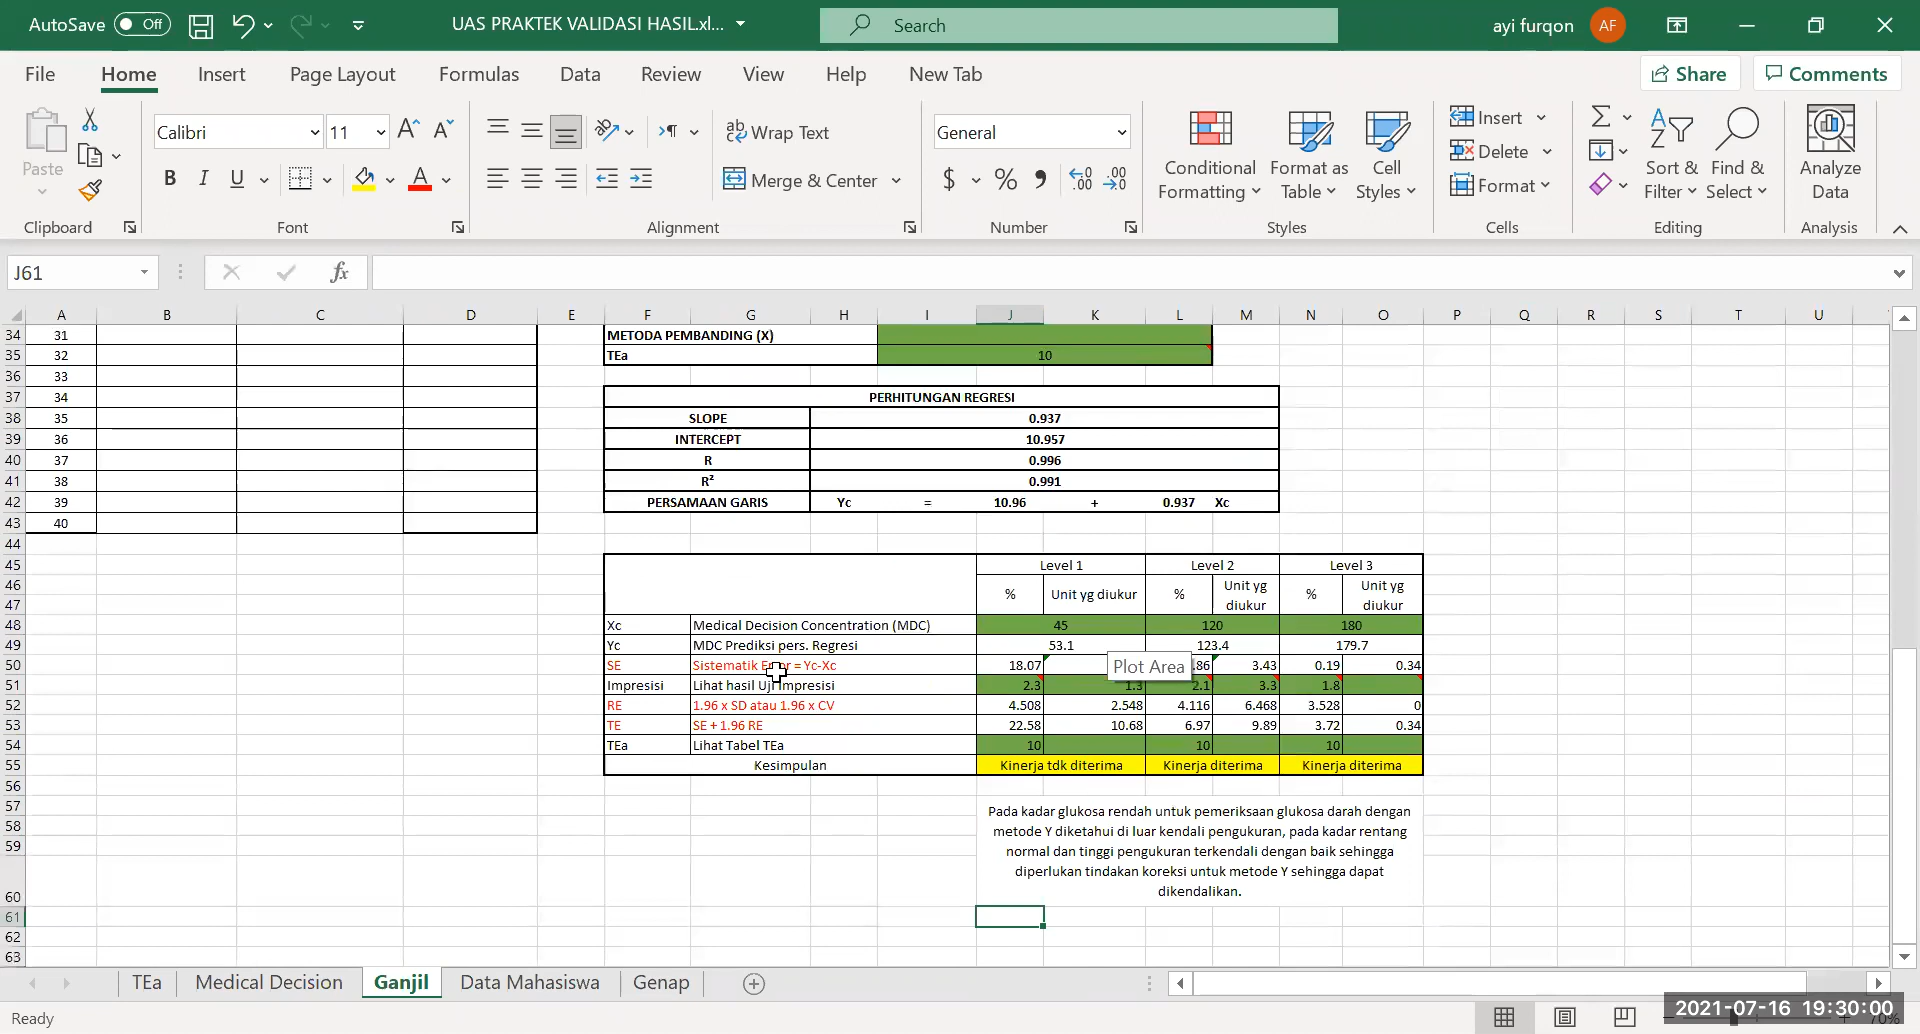 AutoSave Off UAS PRAKTEK VALIDASI HASIL.xl... Search ayi furqon AF
File Home Insert Page Layout Formulas Data Review View Help New Tab Share Comments
Paste
Clipboard
Calibri 11
B I U
Font
Wrap Text
Merge & Center
Alignment
General
$ %
Number
Conditional Formatting
Format as Table
Cell Styles
Styles
Insert
Delete
Format
Cells
Sort & Filter
Find & Select
Editing
Analyze Data
Analysis
J61 fx
A B C D E F G H I J K L M N O P Q R S T U V
34 31 METODA PEMBANDING (X)
35 32 TEa 10
36 33
37 34 PERHITUNGAN REGRESI
38 35 SLOPE 0.937
39 36 INTERCEPT 10.957
40 37 R 0.996
41 38 R² 0.991
42 39 PERSAMAAN GARIS Yc = 10.96 + 0.937 Xc
43 40
44
45 Level 1 Level 2 Level 3
46 % Unit yg diukur % Unit yg diukur % Unit yg diukur
47
48 Xc Medical Decision Concentration (MDC) 45 120 180
49 Yc MDC Prediksi pers. Regresi 53.1 123.4 179.7
50 SE Sistematik = Yc-Xc 18.07 Plot Area 3.43 0.19 0.34
51 Impresisi Lihat hasil Uji Impresisi 2.3 1.3 2.1 3.3 1.8
52 RE 1.96 x SD atau 1.96 x CV 4.508 2.548 4.116 6.468 3.528 0
53 TE SE + 1.96 RE 22.58 10.68 6.97 9.89 3.72 0.34
54 TEa Lihat Tabel TEa 10 10 10
55 Kesimpulan Kinerja tdk diterima Kinerja diterima Kinerja diterima
56
57 Pada kadar glukosa rendah untuk pemeriksaan glukosa darah dengan
58 metode Y diketahui di luar kendali pengukuran, pada kadar rentang
59 normal dan tinggi pengukuran terkendali dengan baik sehingga
diperlukan tindakan koreksi untuk metode Y sehingga dapat
60 dikendalikan.
61
62
63
TEa Medical Decision Ganjil Data Mahasiswa Genap
Ready
2021-07-16 19:30:00
70%